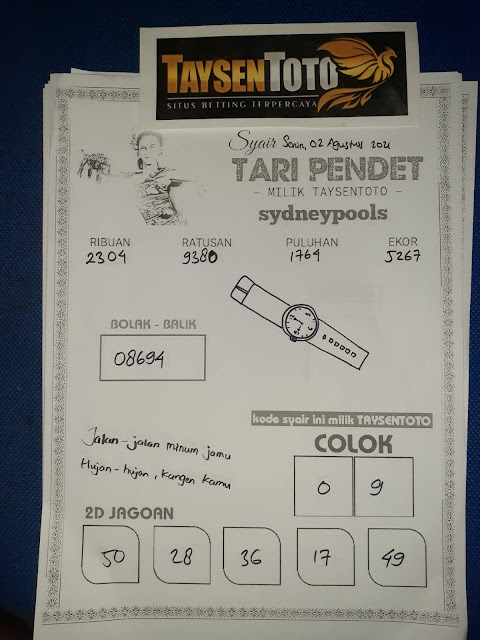 TAYSENTOTO
SITUS BETTING TERPERCAYA
Syair Senin, 02 Agustus 2021
TARI PENDET
- MILIK TAYSENTOTO -
sydneypools
RIBUAN RATUSAN PULUHAN EKOR
2304 9380 1764 5267
BOLAK - BALIK
08694
kode syair ini milik TAYSENTOTO
Jalan-jalan minum jamu
Hujan-hujan, kangen kamu
COLOK
0 9
2D JAGOAN
50 28 36 17 49